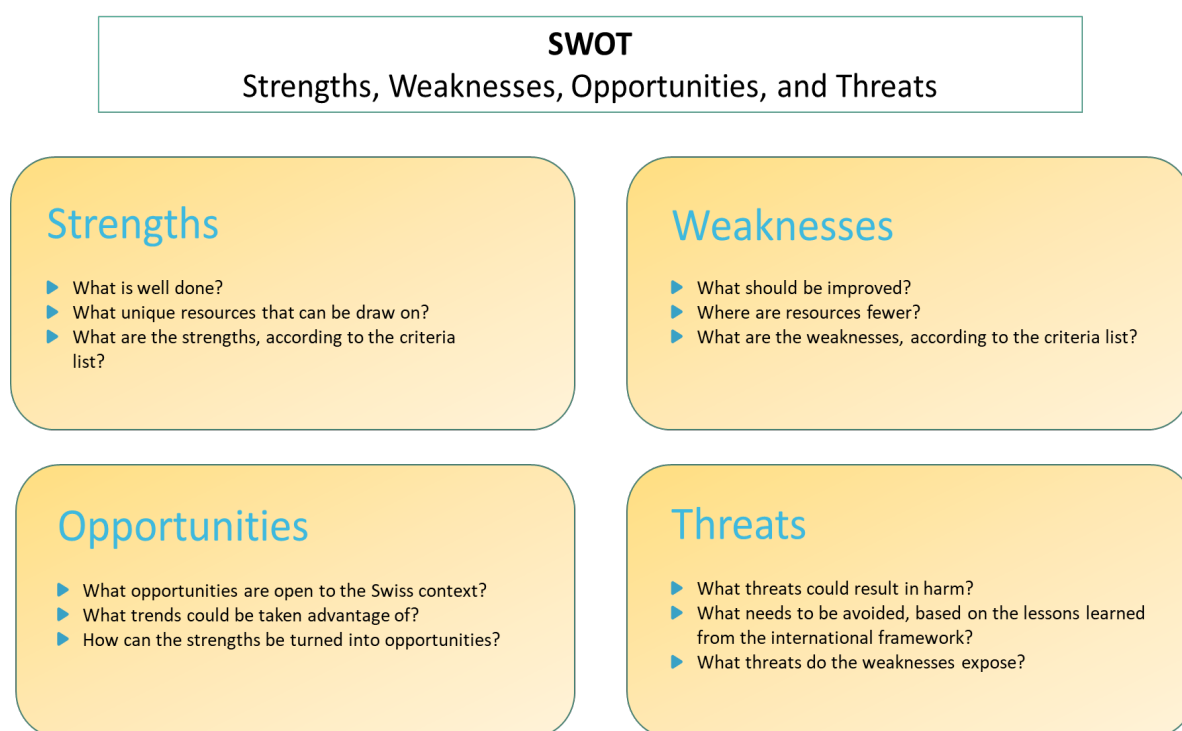 SWOT
Strengths, Weaknesses, Opportunities, and Threats
Strengths
What is well done?
What unique resources that can be draw on?
What are the strengths, according to the criteria
list?
Weaknesses
What should be improved?
Where are resources fewer?
What are the weaknesses, according to the criteria list?
Opportunities
What opportunities are open to the Swiss context?
What trends could be taken advantage of?
How can the strengths be turned into opportunities?
Threats
What threats could result in harm?
What needs to be avoided, based on the lessons learned
from the international framework?
What threats do the weaknesses expose?